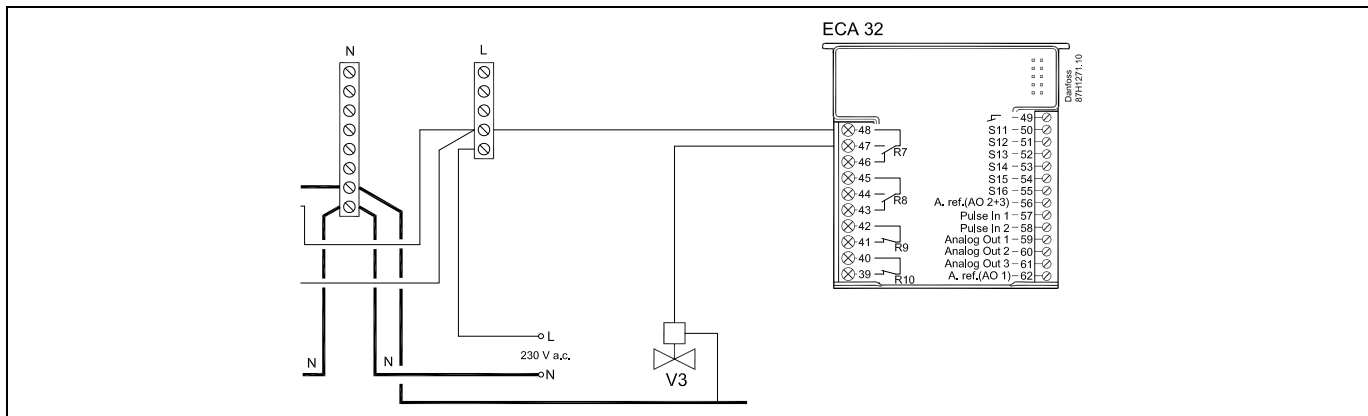 ECA 32
N
L
Danfoss
87H1271.10
48
47
R7
46
45
44
R8
43
42
41
R9
40
39
R10
49
S11 - 50
S12 - 51
S13 - 52
S14 - 53
S15 - 54
S16 - 55
A. ref.(AO 2+3) - 56
Pulse In 1 - 57
Pulse In 2 - 58
Analog Out 1 - 59
Analog Out 2 - 60
Analog Out 3 - 61
A. ref.(AO 1) - 62
L
230 V a.c.
N
N
N
V3